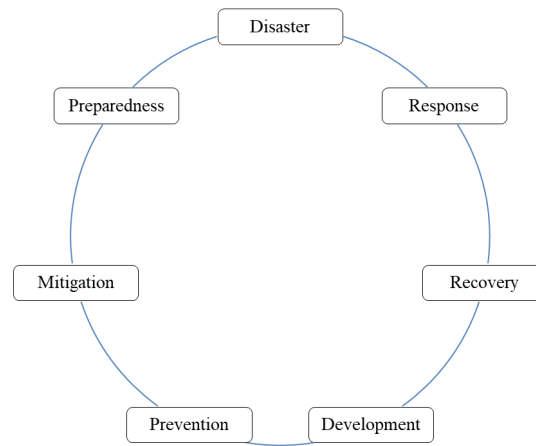 Disaster
Response
Recovery
Development
Prevention
Mitigation
Preparedness